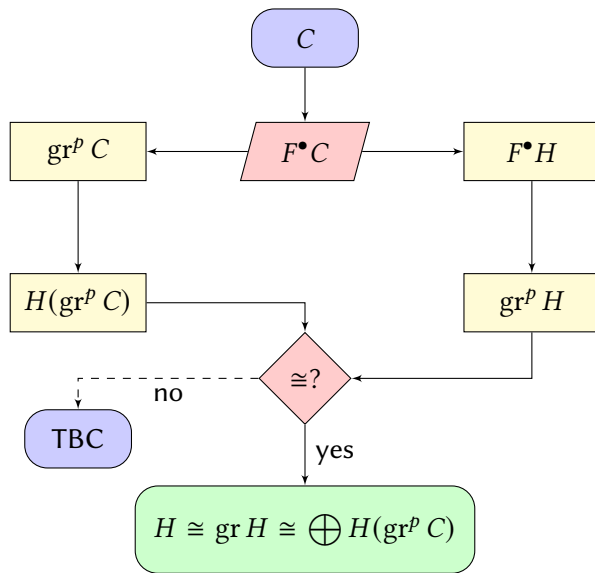 C
gr^p C
F^• C
F^• H
H(gr^p C)
gr^p H
≅?
no
TBC
yes
H ≅ gr H ≅ ⨁ H(gr^p C)